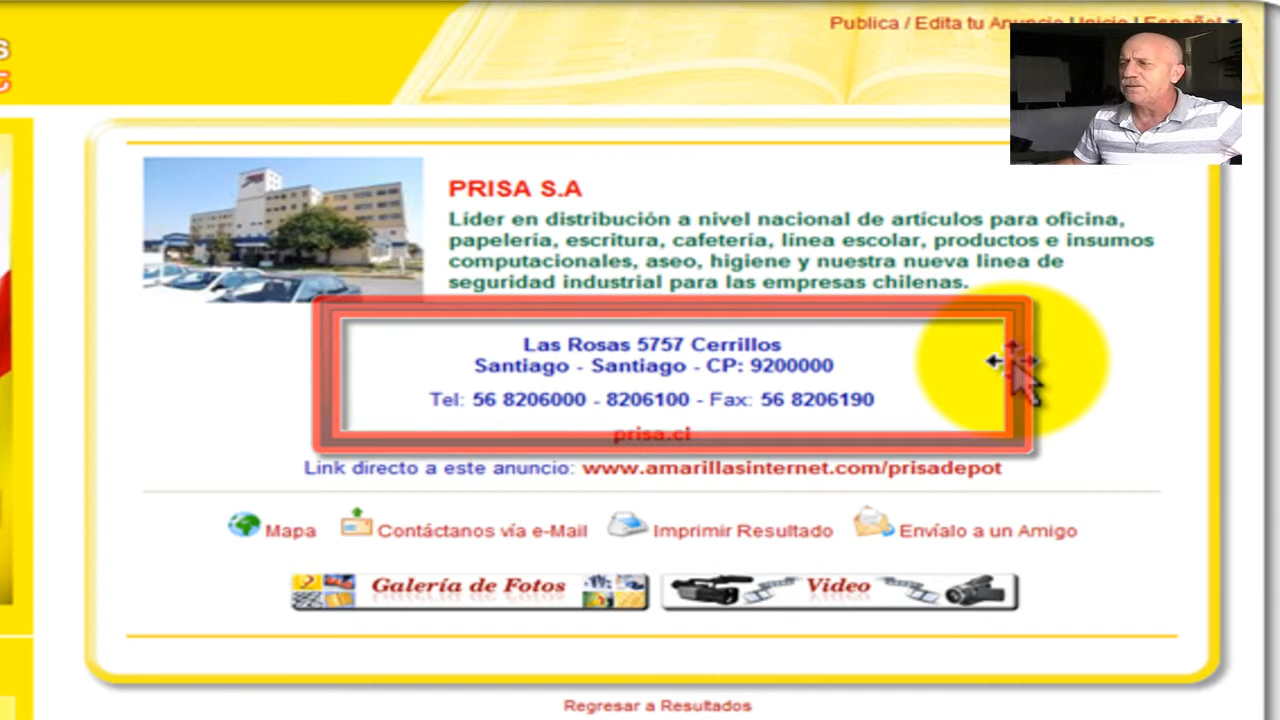 Publica / Edita tu Anuncio | Inicio | Español
PRISA S.A
Líder en distribución a nivel nacional de artículos para oficina,
papelería, escritura, cafetería, línea escolar, productos e insumos
computacionales, aseo, higiene y nuestra nueva linea de
seguridad industrial para las empresas chilenas.
Las Rosas 5757 Cerrillos
Santiago - Santiago - CP: 9200000
Tel: 56 8206000 - 8206100 - Fax: 56 8206190
prisa.cl
Link directo a este anuncio: www.amarillasinternet.com/prisadepot
Mapa Contáctanos vía e-Mail Imprimir Resultado Envíalo a un Amigo
Galería de Fotos Video
Regresar a Resultados